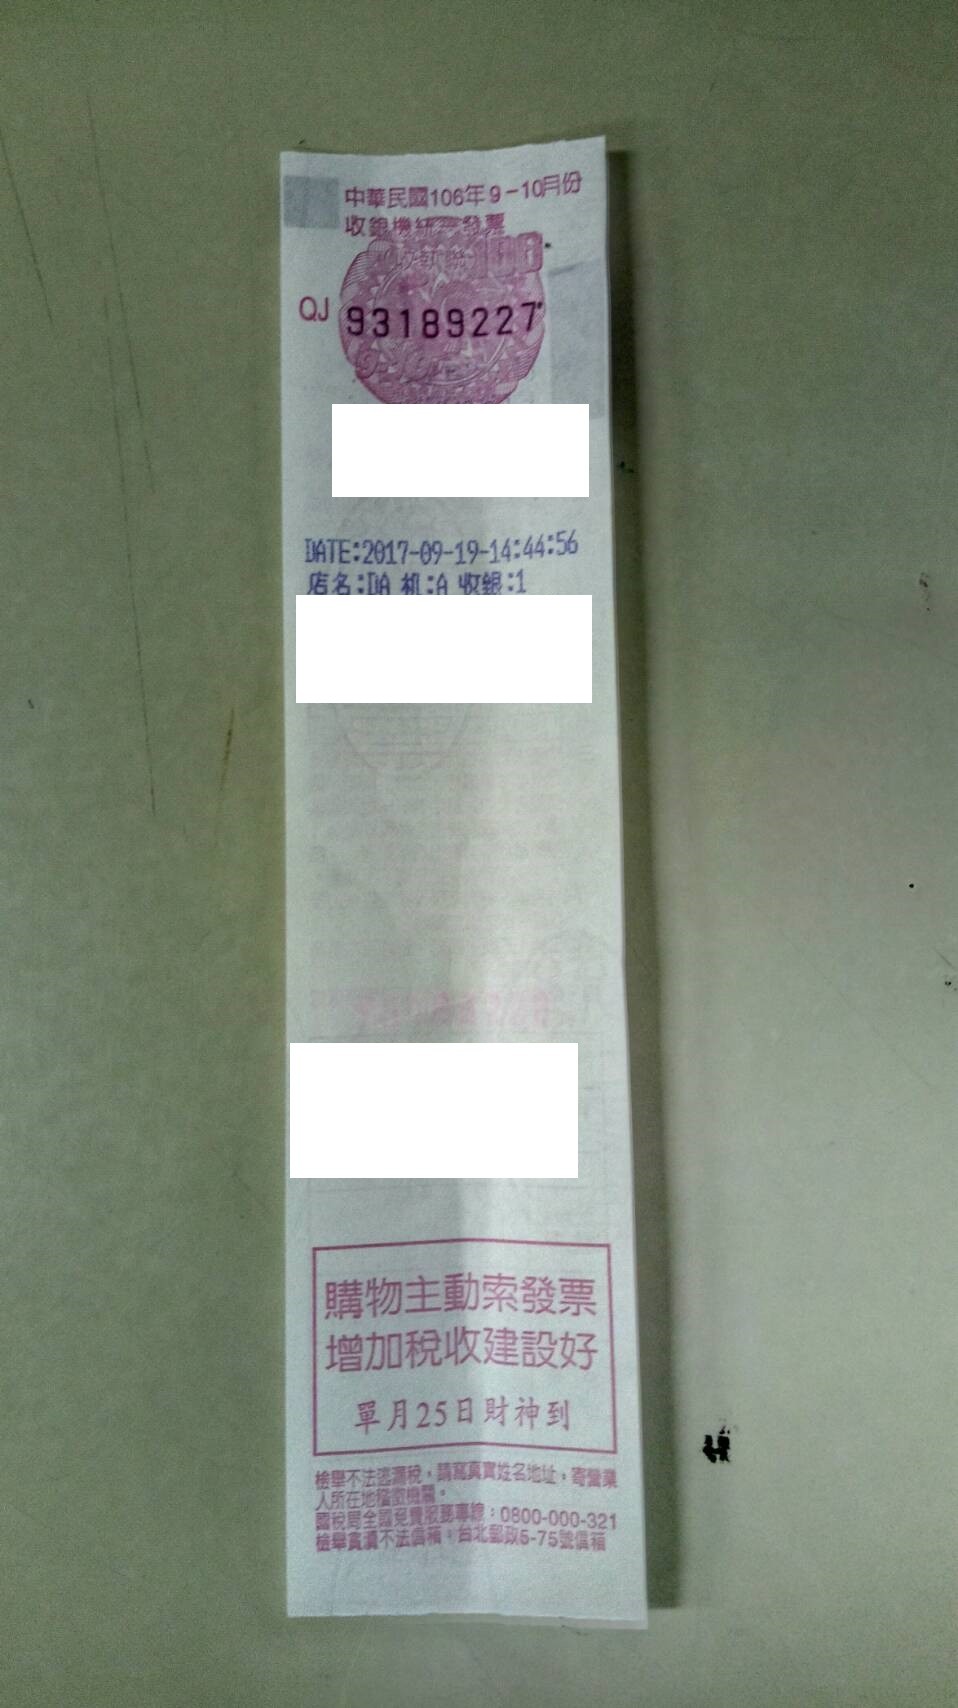 中華民國106年9-10月份
收銀機統一發票
收執聯
QJ 93189227
DATE:2017-09-19-14:44:56
店名:DA 机:A 收銀:1
購物主動索發票
增加稅收建設好
單月25日財神到
檢舉不法逃漏稅，請寫真實姓名地址，寄營業
人所在地稽徵機關。
國稅局全國免費服務專線：0800-000-321
檢舉貪瀆不法信箱：台北郵政5-75號信箱